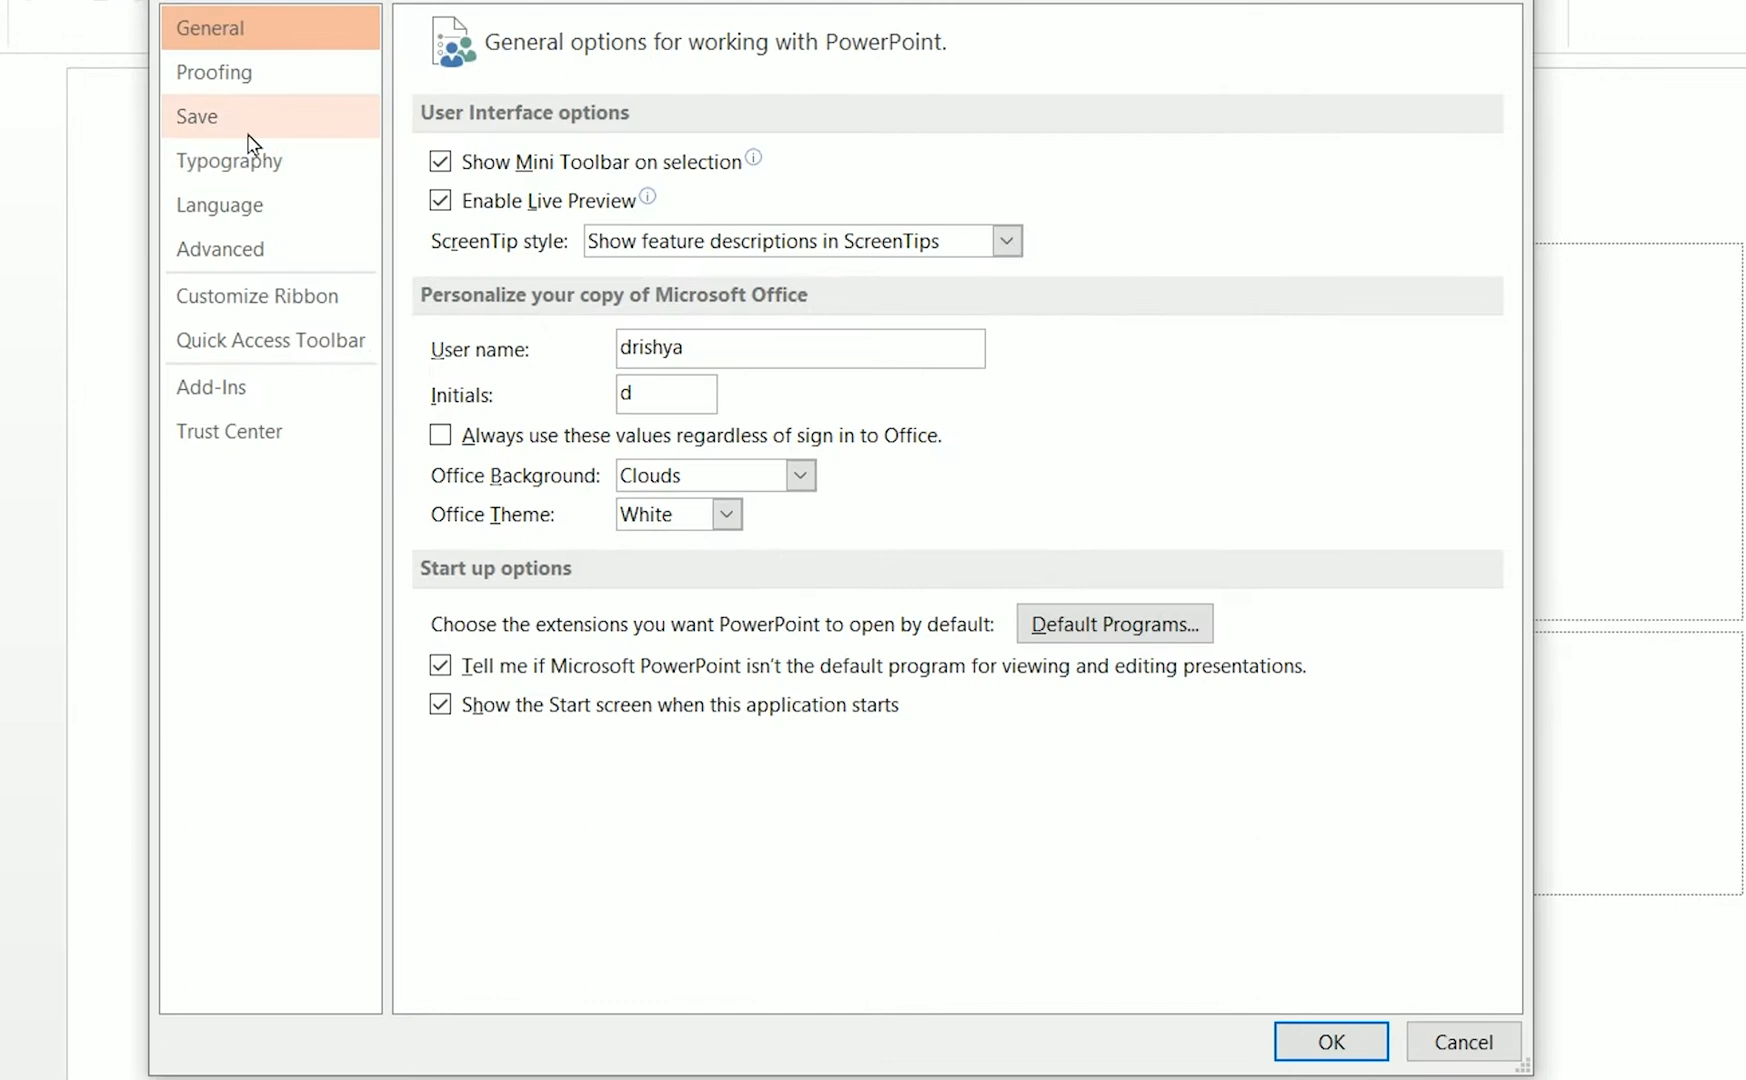 General
Proofing
Save
Typography
Language
Advanced
Customize Ribbon
Quick Access Toolbar
Add-Ins
Trust Center
General options for working with PowerPoint.
User Interface options
Show Mini Toolbar on selection
Enable Live Preview
ScreenTip style: Show feature descriptions in ScreenTips
Personalize your copy of Microsoft Office
User name: drishya
Initials: d
Always use these values regardless of sign in to Office.
Office Background: Clouds
Office Theme: White
Start up options
Choose the extensions you want PowerPoint to open by default: Default Programs...
Tell me if Microsoft PowerPoint isn't the default program for viewing and editing presentations.
Show the Start screen when this application starts
OK Cancel